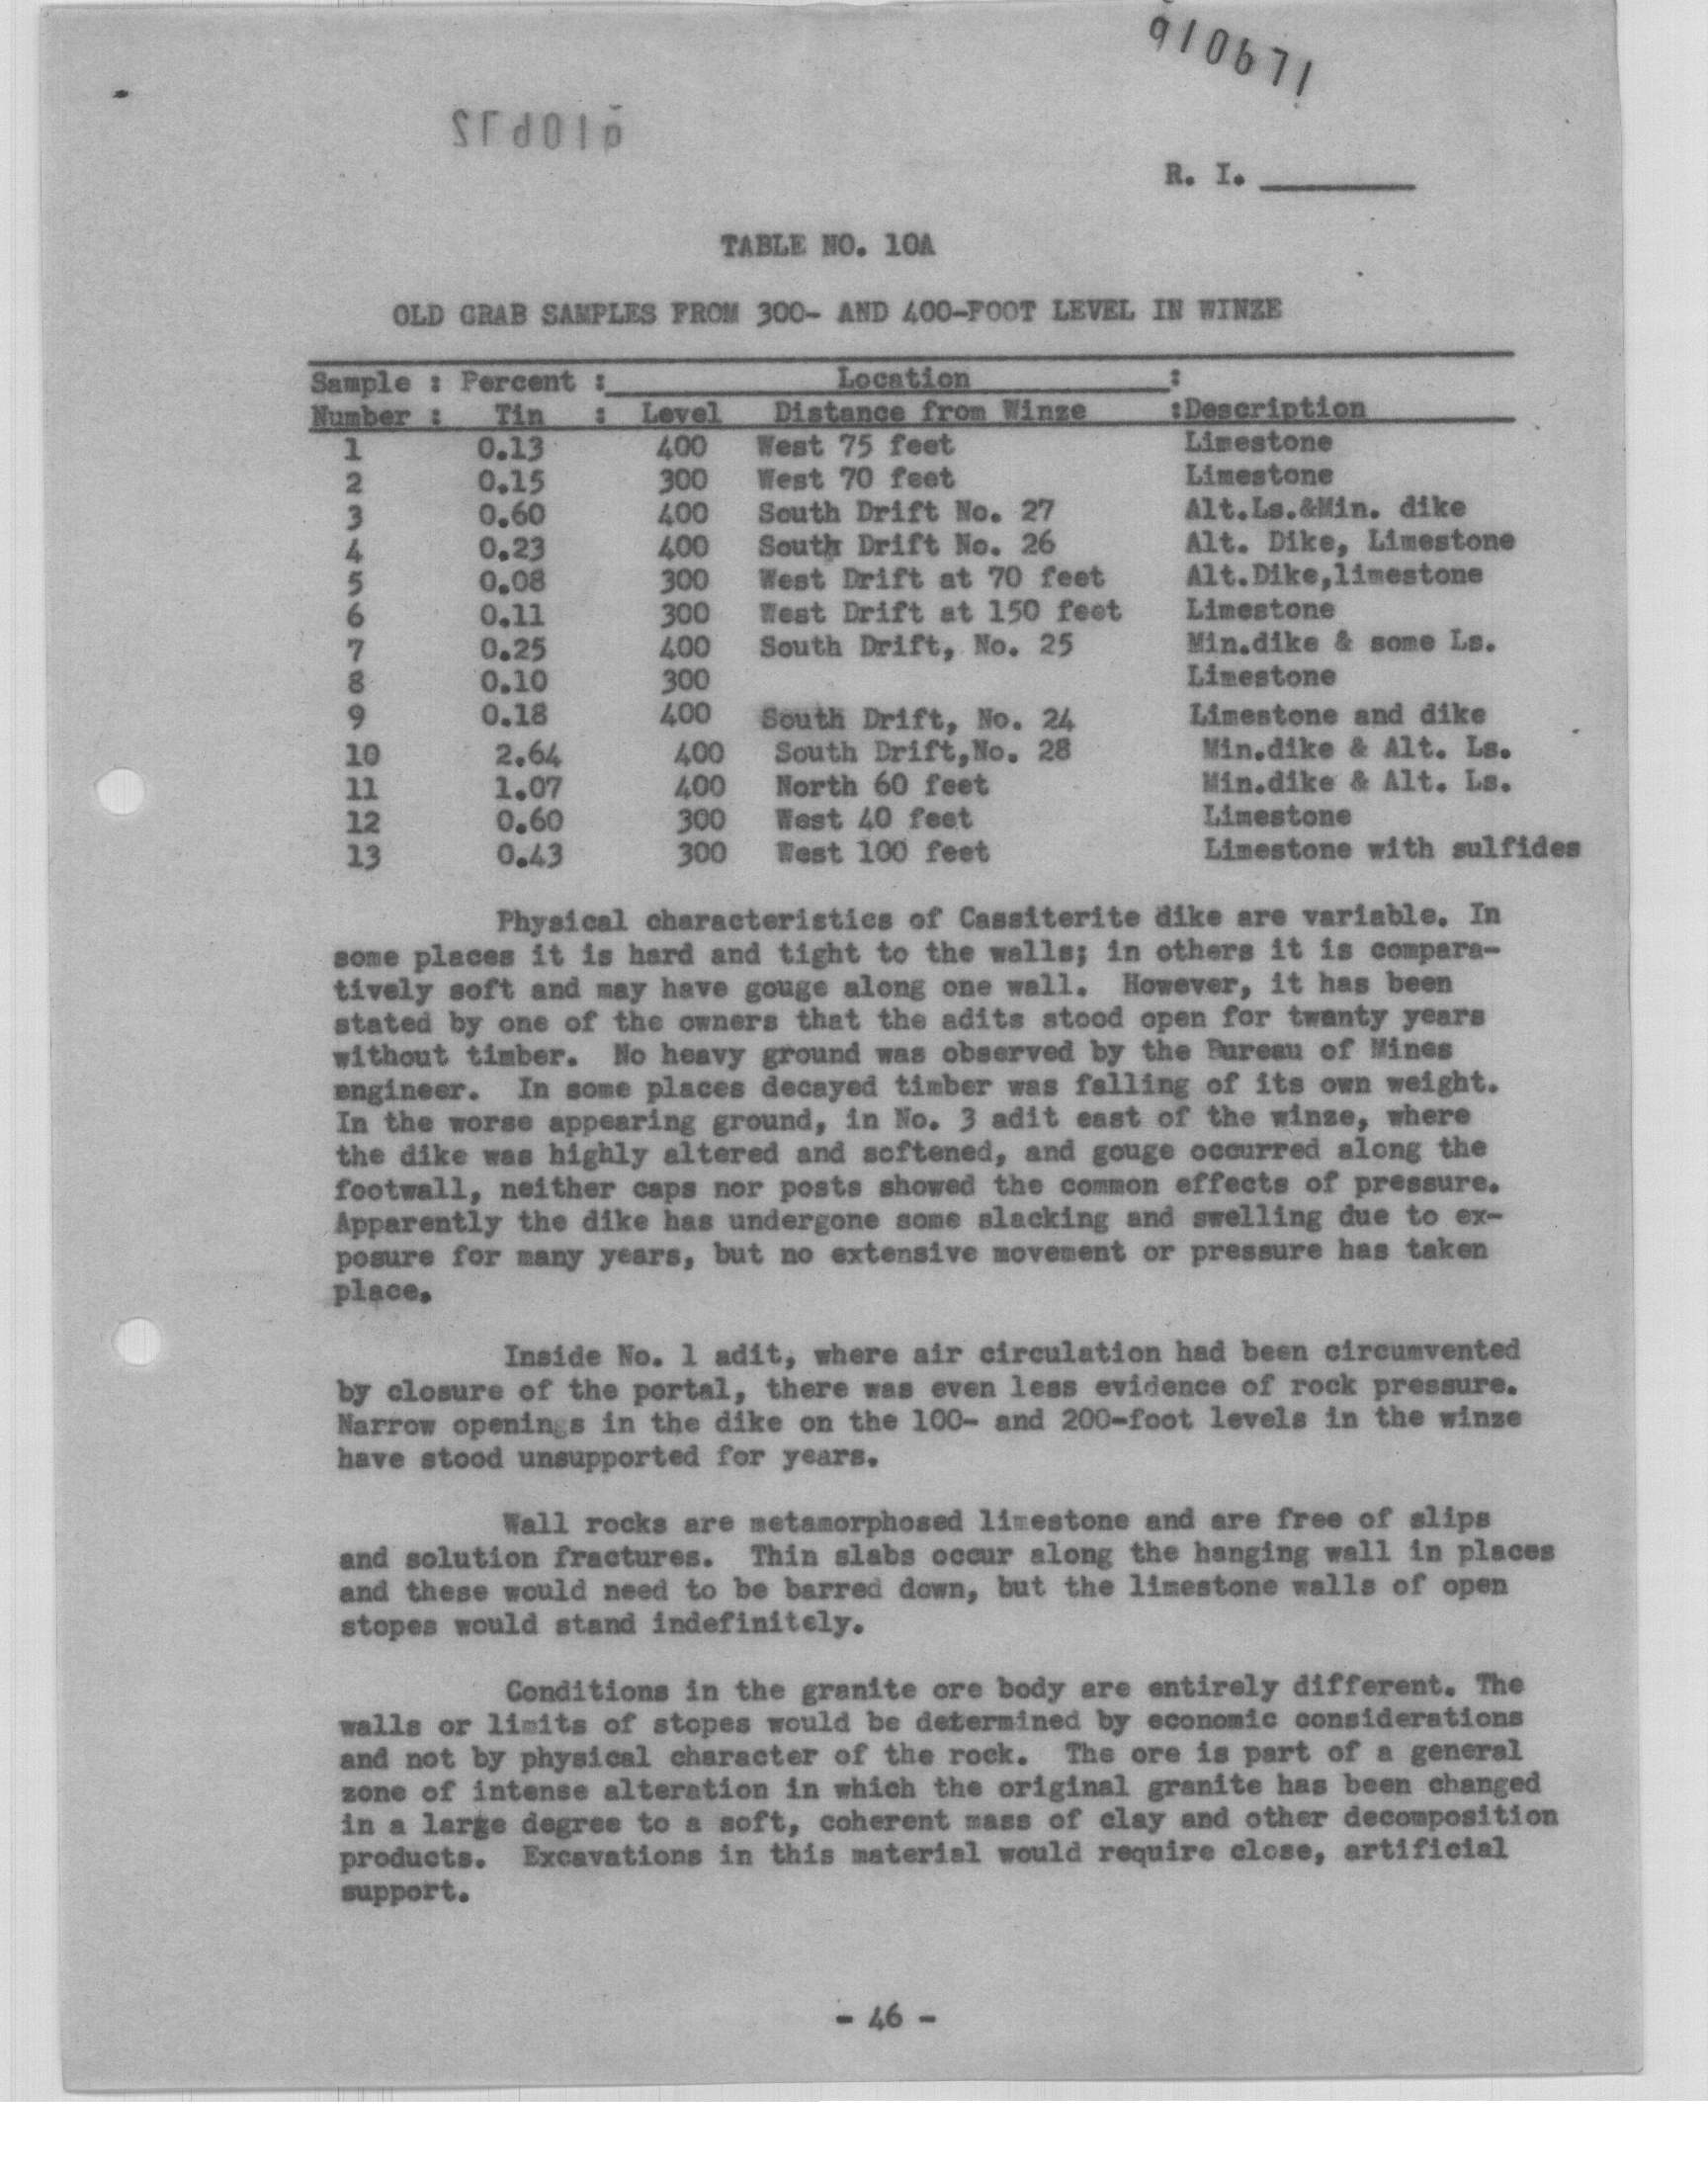 910671
R. I.
TABLE NO. 10A
OLD GRAB SAMPLES FROM 300- AND 400-FOOT LEVEL IN WINZE
Sample : Percent : Location :
Number : Tin : Level Distance from Winze :Description
1 0.13 400 West 75 feet Limestone
2 0.15 300 West 70 feet Limestone
3 0.60 400 South Drift No. 27 Alt.Ls.&Min. dike
4 0.23 400 South Drift No. 26 Alt. Dike, Limestone
5 0.08 300 West Drift at 70 feet Alt.Dike,limestone
6 0.11 300 West Drift at 150 feet Limestone
7 0.25 400 South Drift, No. 25 Min.dike & some Ls.
8 0.10 300 Limestone
9 0.18 400 South Drift, No. 24 Limestone and dike
10 2.64 400 South Drift,No. 28 Min.dike & Alt. Ls.
11 1.07 400 North 60 feet Min.dike & Alt. Ls.
12 0.60 300 West 40 feet Limestone
13 0.43 300 West 100 feet Limestone with sulfides
Physical characteristics of Cassiterite dike are variable. In
some places it is hard and tight to the walls; in others it is compara-
tively soft and may have gouge along one wall. However, it has been
stated by one of the owners that the adits stood open for twenty years
without timber. No heavy ground was observed by the Bureau of Mines
engineer. In some places decayed timber was falling of its own weight.
In the worse appearing ground, in No. 3 adit east of the winze, where
the dike was highly altered and softened, and gouge occurred along the
footwall, neither caps nor posts showed the common effects of pressure.
Apparently the dike has undergone some slacking and swelling due to ex-
posure for many years, but no extensive movement or pressure has taken
place.
Inside No. 1 adit, where air circulation had been circumvented
by closure of the portal, there was even less evidence of rock pressure.
Narrow openings in the dike on the 100- and 200-foot levels in the winze
have stood unsupported for years.
Wall rocks are metamorphosed limestone and are free of slips
and solution fractures. Thin slabs occur along the hanging wall in places
and these would need to be barred down, but the limestone walls of open
stopes would stand indefinitely.
Conditions in the granite ore body are entirely different. The
walls or limits of stopes would be determined by economic considerations
and not by physical character of the rock. The ore is part of a general
zone of intense alteration in which the original granite has been changed
in a large degree to a soft, coherent mass of clay and other decomposition
products. Excavations in this material would require close, artificial
support.
- 46 -